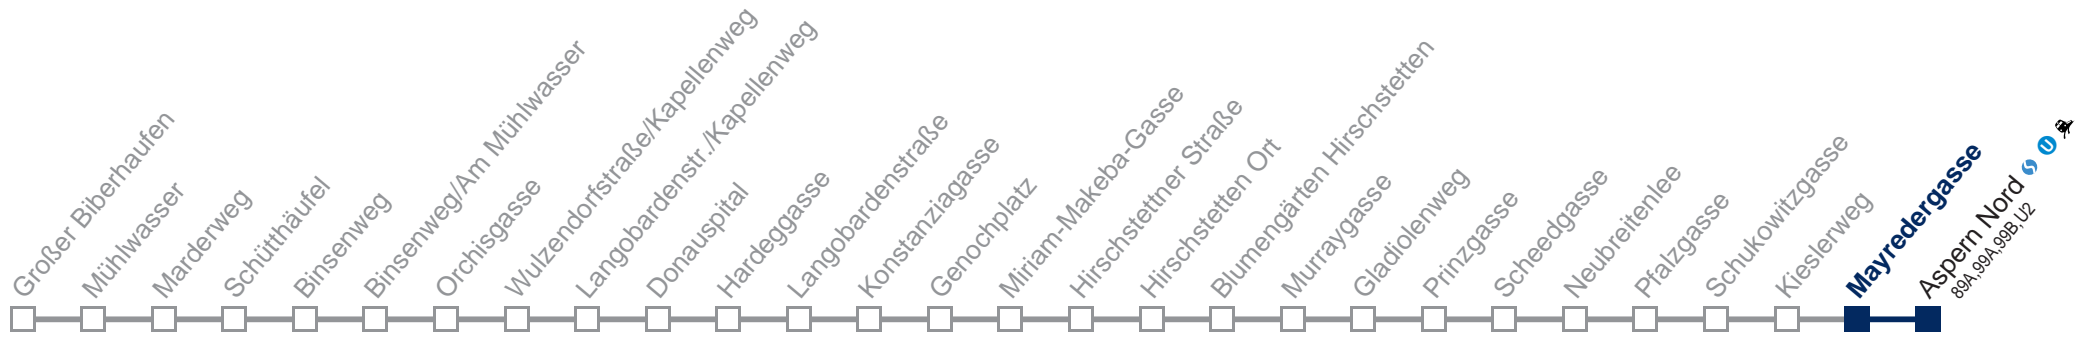 Großer Biberhaufen
Mühlwasser
Marderweg
Schütthäufel
Binsenweg
Binsenweg/Am Mühlwasser
Orchisgasse
Wulzendorfstraße/Kapellenweg
Langobardenstr./Kapellenweg
Donauspital
Hardeggasse
Langobardenstraße
Konstanziagasse
Genochplatz
Miriam-Makeba-Gasse
Hirschstettner Straße
Hirschstetten Ort
Blumengärten Hirschstetten
Murraygasse
Gladiolenweg
Prinzgasse
Scheedgasse
Neubreitenlee
Pfalzgasse
Schukowitzgasse
Kieslerweg
Mayredergasse
Aspern Nord S U
89A,99A,99B,U2